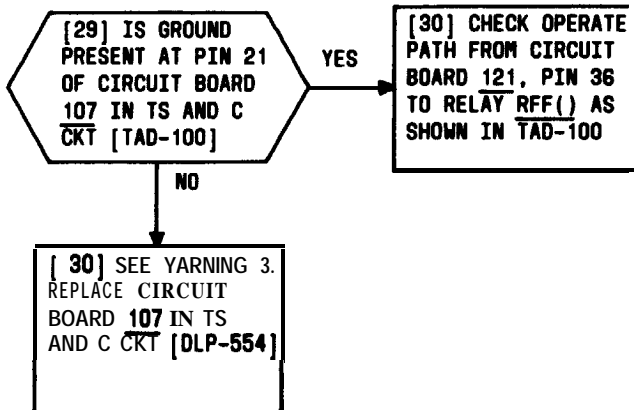 [29] IS GROUND
PRESENT AT PIN 21
OF CIRCUIT BOARD
107 IN TS AND C
CKT [TAD-100]
YES
[30] CHECK OPERATE
PATH FROM CIRCUIT
BOARD 121, PIN 36
TO RELAY RFF() AS
SHOWN IN TAD-100
NO
[ 30] SEE YARNING 3.
REPLACE CIRCUIT
BOARD 107 IN TS
AND C CKT [DLP-554]